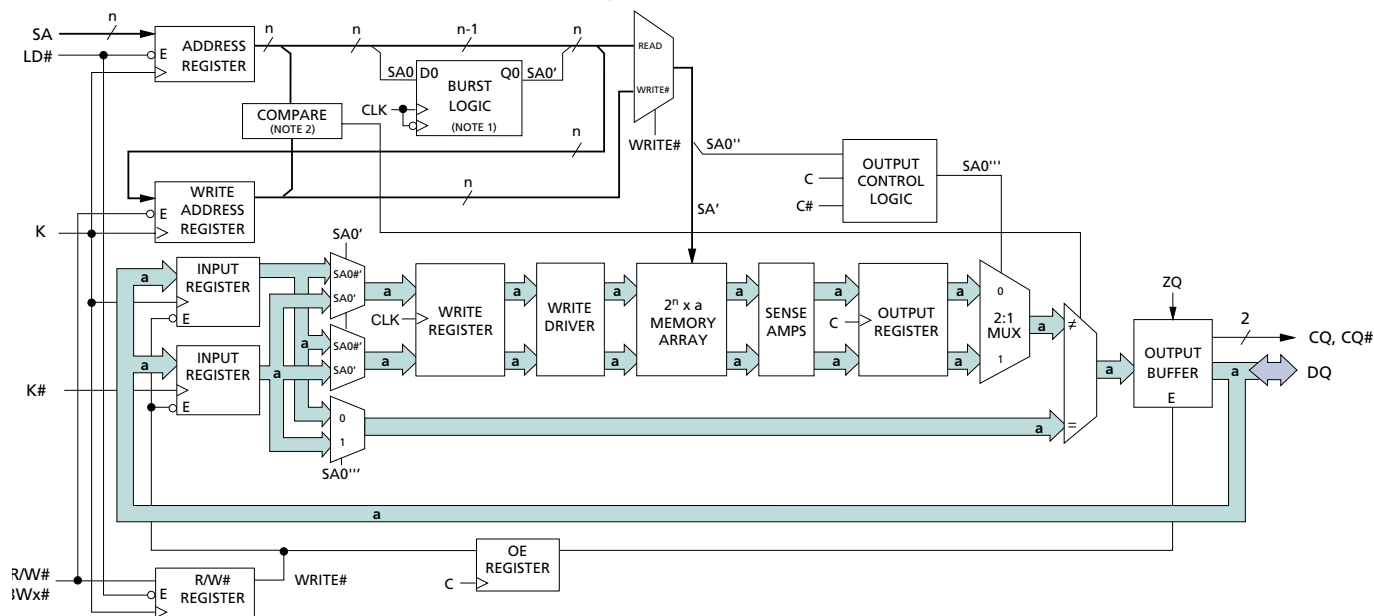 SA
n
LD#
E
ADDRESS
REGISTER
n
n
n-1
n
SA0
D0
Q0
SA0'
BURST
LOGIC
(NOTE 1)
CLK
READ
WRITE#
WRITE#
COMPARE
(NOTE 2)
n
n
SA0''
SA'
C
C#
OUTPUT
CONTROL
LOGIC
SA0'''
WRITE
ADDRESS
REGISTER
E
K
INPUT
REGISTER
E
a
INPUT
REGISTER
E
a
K#
a
a
SA0'
SA0#'
SA0'
SA0#'
SA0'
0
1
SA0'''
a
a
CLK
WRITE
REGISTER
a
a
WRITE
DRIVER
a
a
2n x a
MEMORY
ARRAY
a
a
SENSE
AMPS
a
a
C
OUTPUT
REGISTER
a
a
0
2:1
MUX
1
a
≠
=
a
a
ZQ
OUTPUT
BUFFER
E
2
CQ, CQ#
a
DQ
a
R/W#
Wx#
R/W#
REGISTER
E
WRITE#
C
OE
REGISTER